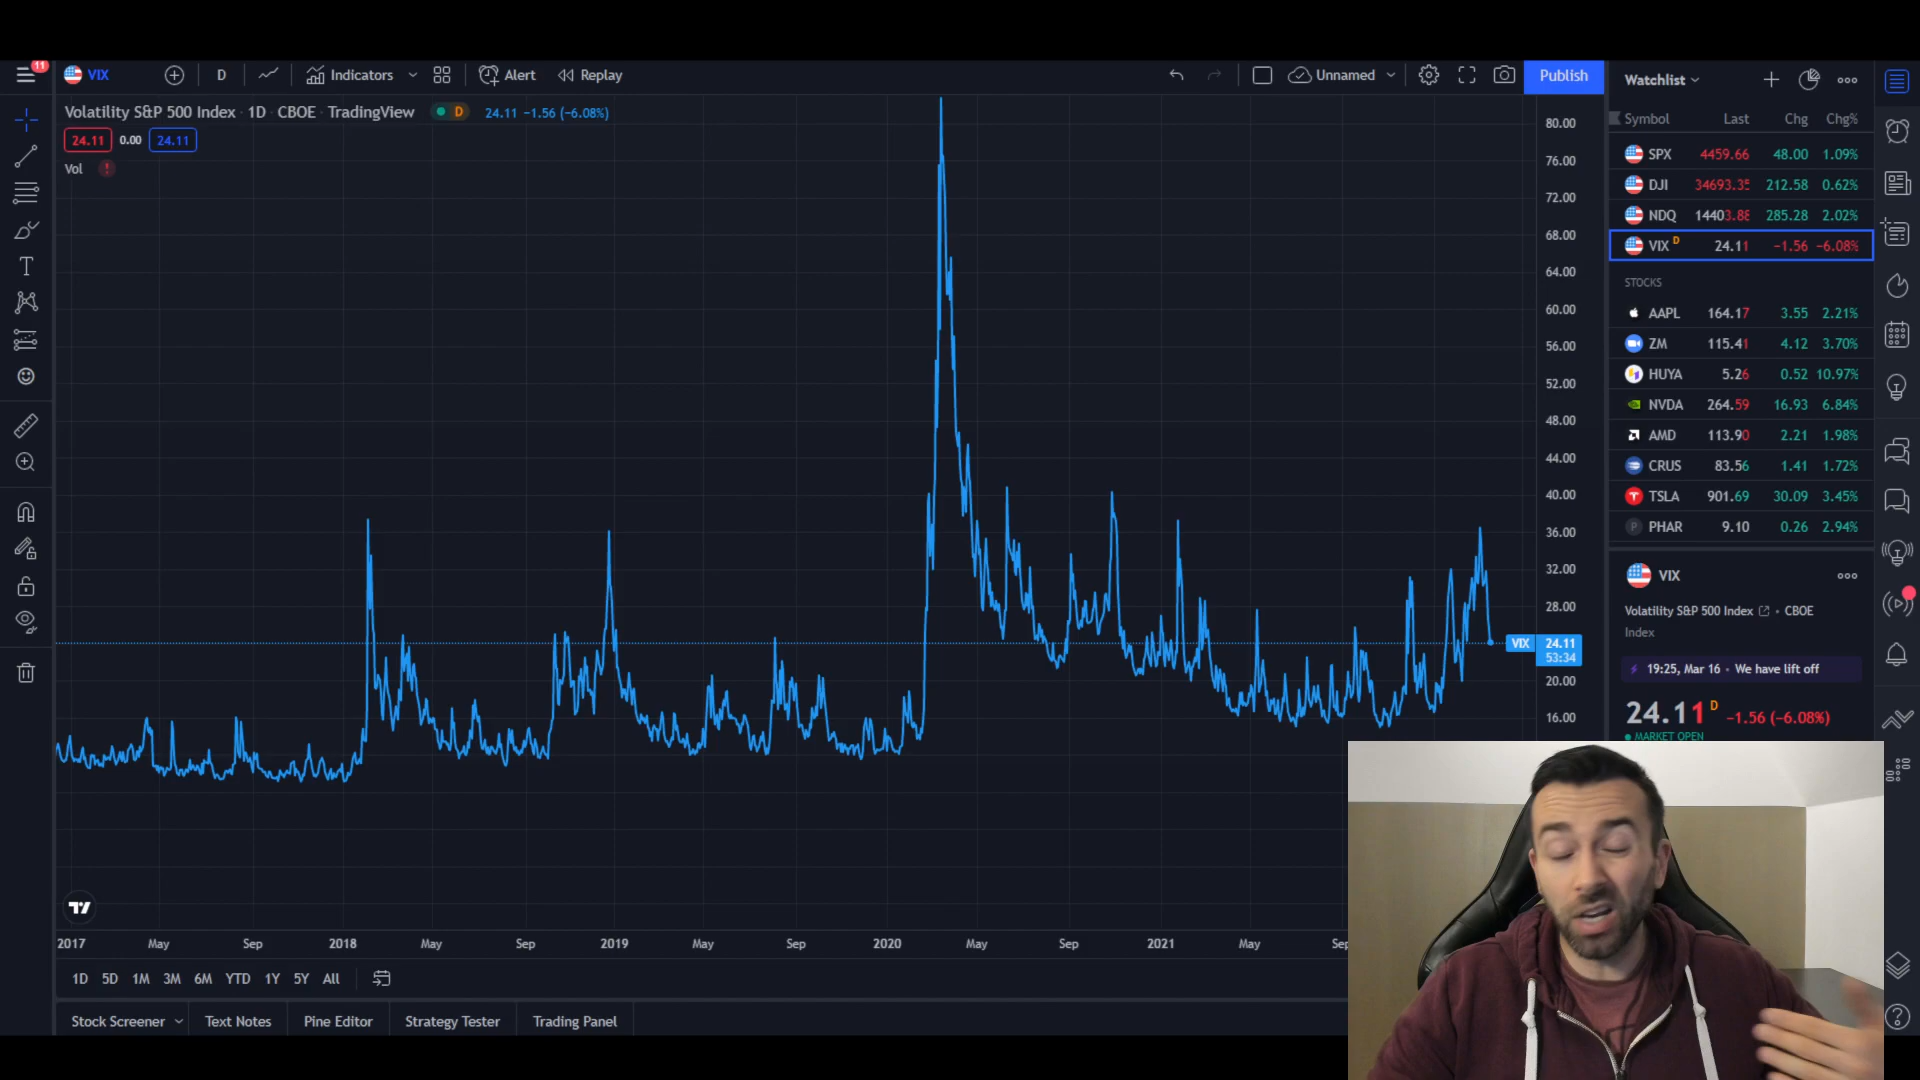 11
VIX
D
Indicators
Alert
Replay
Unnamed
Publish
Volatility S&P 500 Index · 1D · CBOE · TradingView
D
24.11 −1.56 (−6.08%)
24.11 0.00 24.11
Vol !
80.00
76.00
72.00
68.00
64.00
60.00
56.00
52.00
48.00
44.00
40.00
36.00
32.00
28.00
VIX 24.11
53:34
20.00
16.00
2017 May Sep 2018 May Sep 2019 May Sep 2020 May Sep 2021 May Sep
1D 5D 1M 3M 6M YTD 1Y 5Y All
Stock Screener Text Notes Pine Editor Strategy Tester Trading Panel
Watchlist
Symbol Last Chg Chg%
SPX 4459.66 48.00 1.09%
DJI 34693.35 212.58 0.62%
NDQ 14403.88 285.28 2.02%
VIX D 24.11 −1.56 −6.08%
STOCKS
AAPL 164.17 3.55 2.21%
ZM 115.41 4.12 3.70%
HUYA 5.26 0.52 10.97%
NVDA 264.59 16.93 6.84%
AMD 113.90 2.21 1.98%
CRUS 83.56 1.41 1.72%
TSLA 901.69 30.09 3.45%
P PHAR 9.10 0.26 2.94%
VIX
Volatility S&P 500 Index • CBOE
Index
19:25, Mar 16 • We have lift off
24.11 D −1.56 (−6.08%)
MARKET OPEN